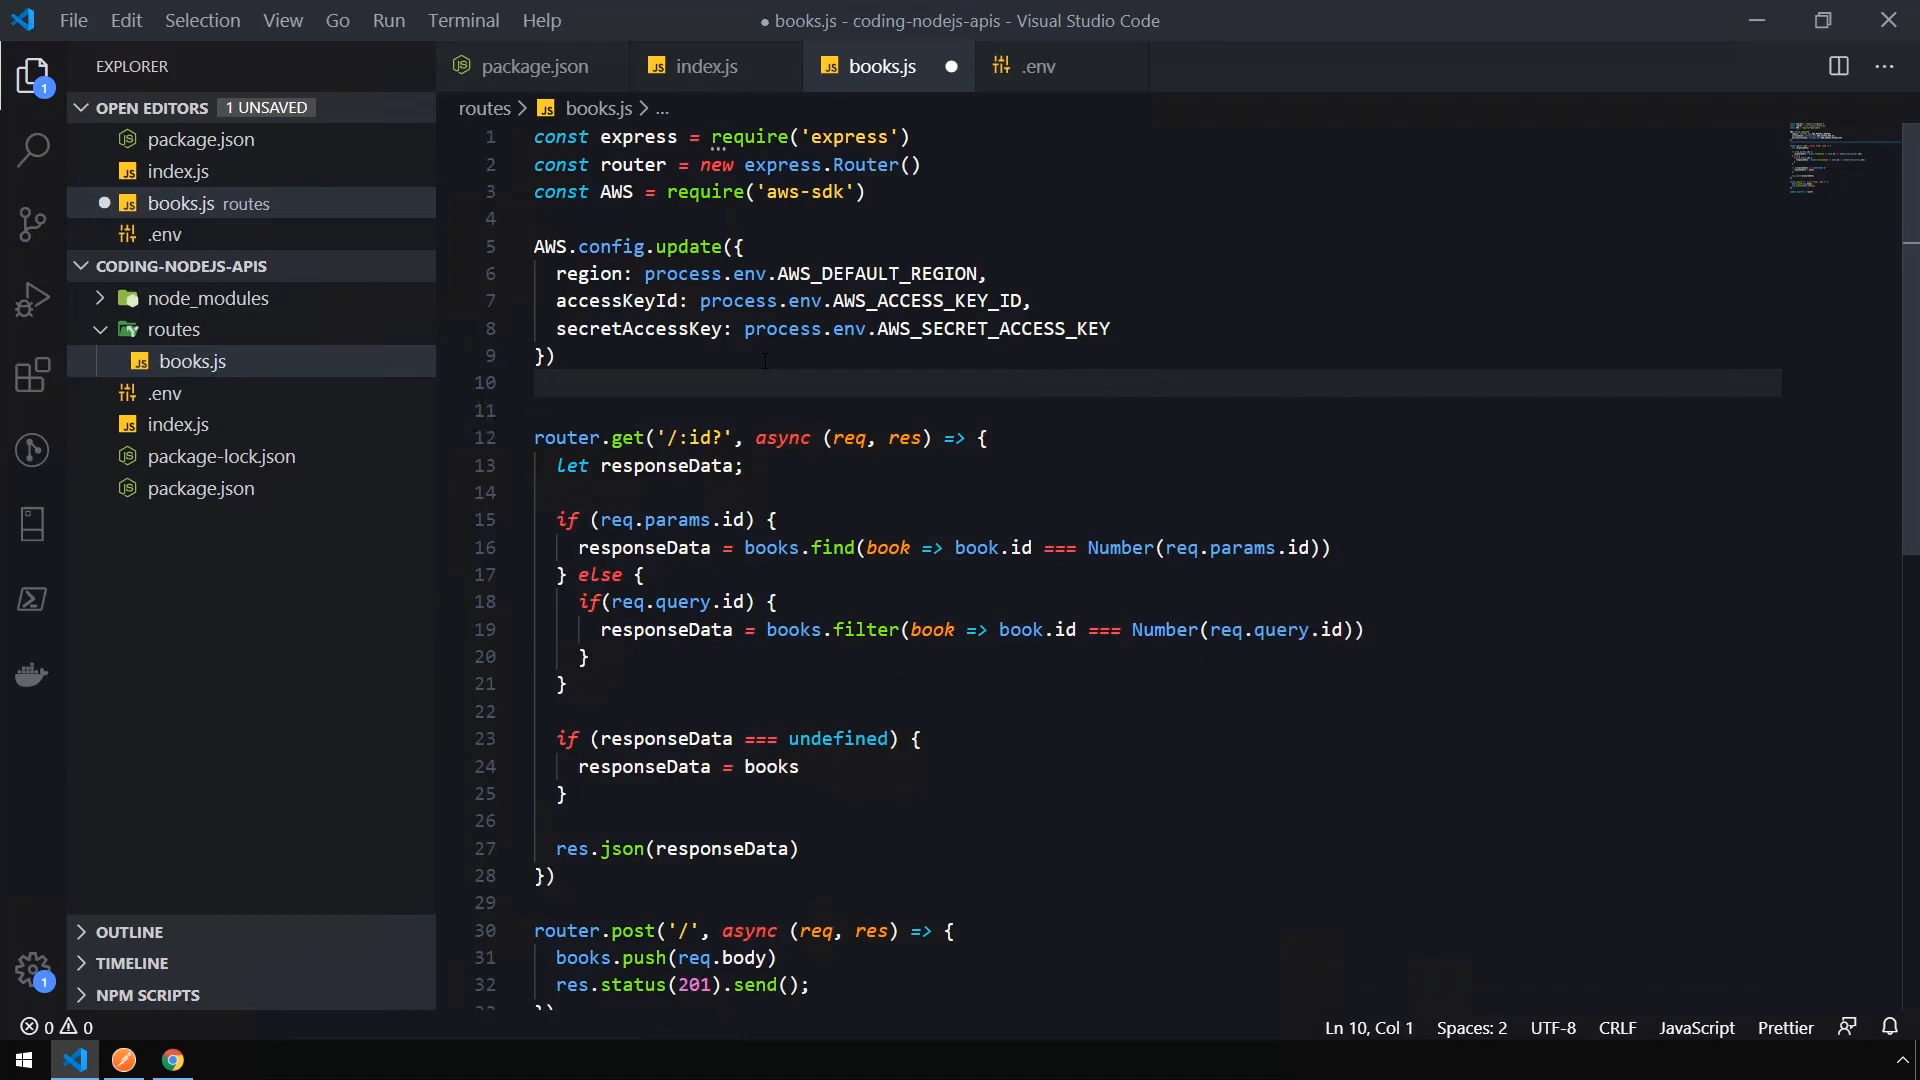 File Edit Selection View Go Run Terminal Help
● books.js - coding-nodejs-apis - Visual Studio Code
EXPLORER
1
OPEN EDITORS 1 UNSAVED
package.json
index.js
books.js routes
.env
CODING-NODEJS-APIS
node_modules
routes
books.js
.env
index.js
package-lock.json
package.json
OUTLINE
TIMELINE
NPM SCRIPTS
1
package.json index.js books.js .env
routes > books.js > ...
1 const express = require('express')
2 const router = new express.Router()
3 const AWS = require('aws-sdk')
4
5 AWS.config.update({
6 region: process.env.AWS_DEFAULT_REGION,
7 accessKeyId: process.env.AWS_ACCESS_KEY_ID,
8 secretAccessKey: process.env.AWS_SECRET_ACCESS_KEY
9 })
10
11
12 router.get('/:id?', async (req, res) => {
13 let responseData;
14
15 if (req.params.id) {
16 responseData = books.find(book => book.id === Number(req.params.id))
17 } else {
18 if(req.query.id) {
19 responseData = books.filter(book => book.id === Number(req.query.id))
20 }
21 }
22
23 if (responseData === undefined) {
24 responseData = books
25 }
26
27 res.json(responseData)
28 })
29
30 router.post('/', async (req, res) => {
31 books.push(req.body)
32 res.status(201).send();
0 0
Ln 10, Col 1 Spaces: 2 UTF-8 CRLF JavaScript Prettier